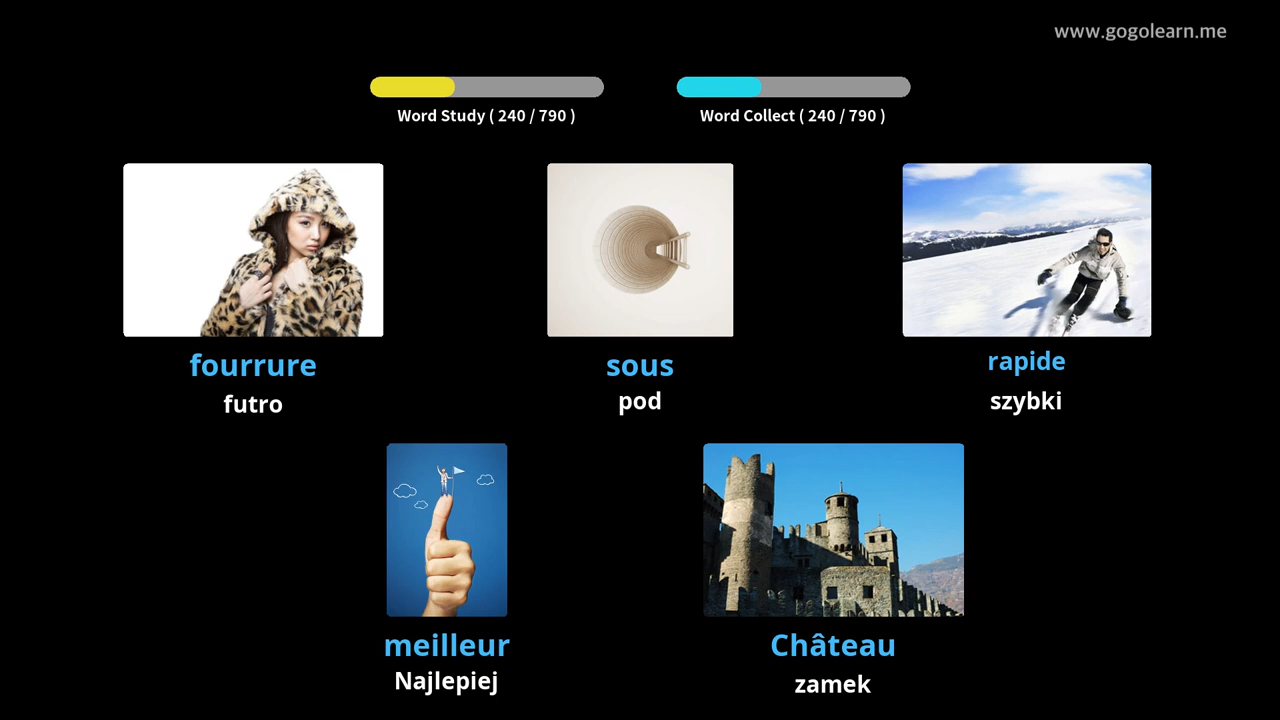 www.gogolearn.me
Word Study ( 240 / 790 )
Word Collect ( 240 / 790 )
fourrure
futro
sous
pod
rapide
szybki
meilleur
Najlepiej
Château
zamek